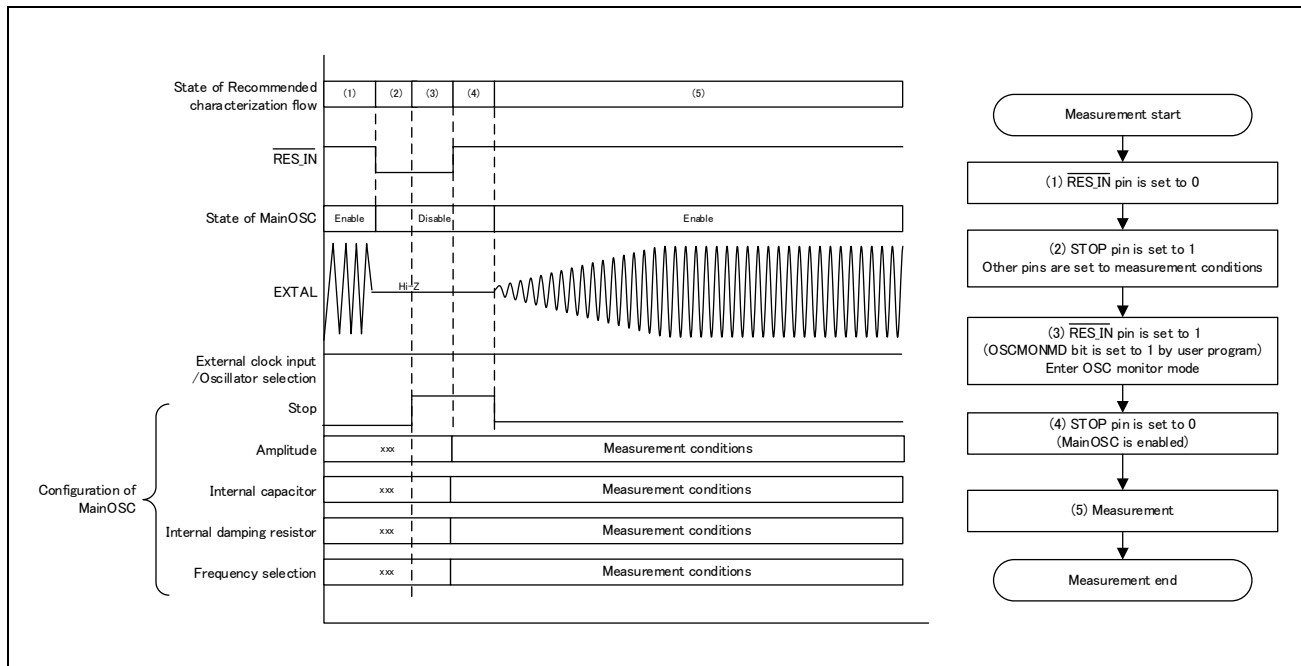 State of Recommended
characterization flow
(1)
(2)
(3)
(4)
(5)
RES_IN
State of MainOSC
Enable
Disable
Enable
EXTAL
Hi-Z
External clock input
/Oscillator selection
Stop
Configuration of
MainOSC
Amplitude
xxx
Measurement conditions
Internal capacitor
xxx
Measurement conditions
Internal damping resistor
xxx
Measurement conditions
Frequency selection
xxx
Measurement conditions
Measurement start
(1) RES_IN pin is set to 0
(2) STOP pin is set to 1
Other pins are set to measurement conditions
(3) RES_IN pin is set to 1
(OSCMONMD bit is set to 1 by user program)
Enter OSC monitor mode
(4) STOP pin is set to 0
(MainOSC is enabled)
(5) Measurement
Measurement end